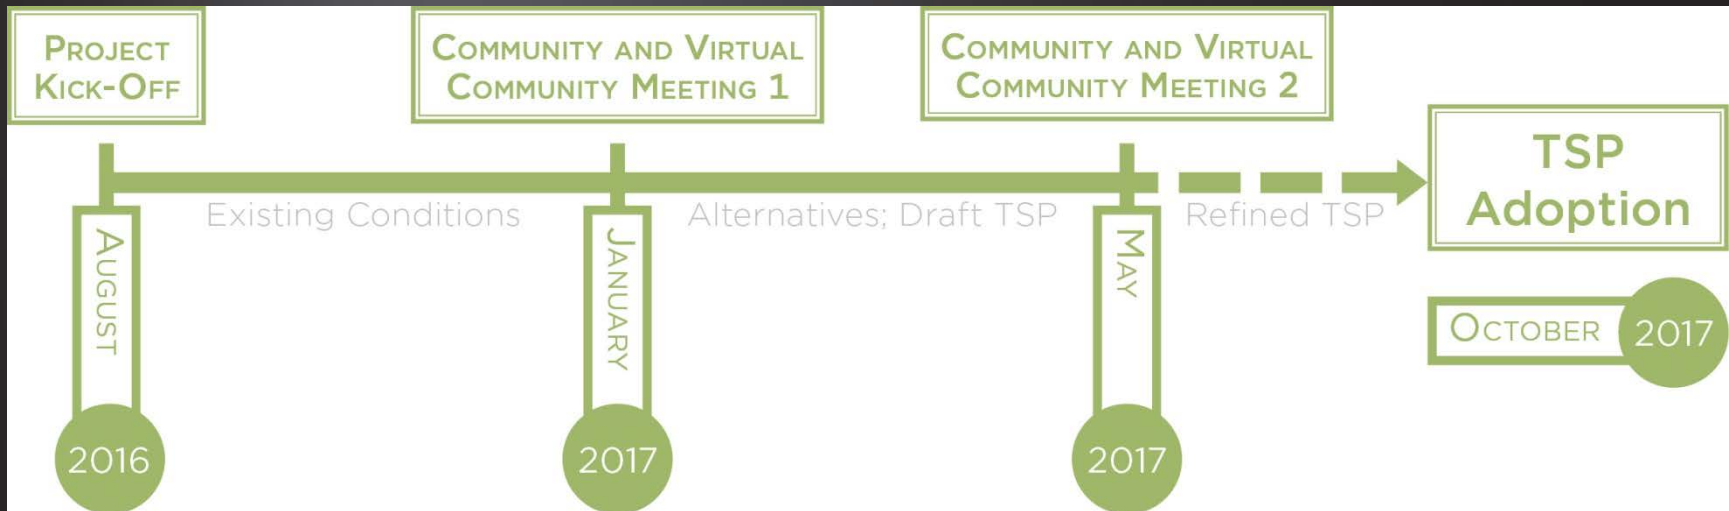 PROJECT
KICK-OFF
COMMUNITY AND VIRTUAL
COMMUNITY MEETING 1
COMMUNITY AND VIRTUAL
COMMUNITY MEETING 2
TSP
Adoption
Existing Conditions
Alternatives; Draft TSP
Refined TSP
AUGUST
2016
JANUARY
2017
MAY
2017
OCTOBER 2017